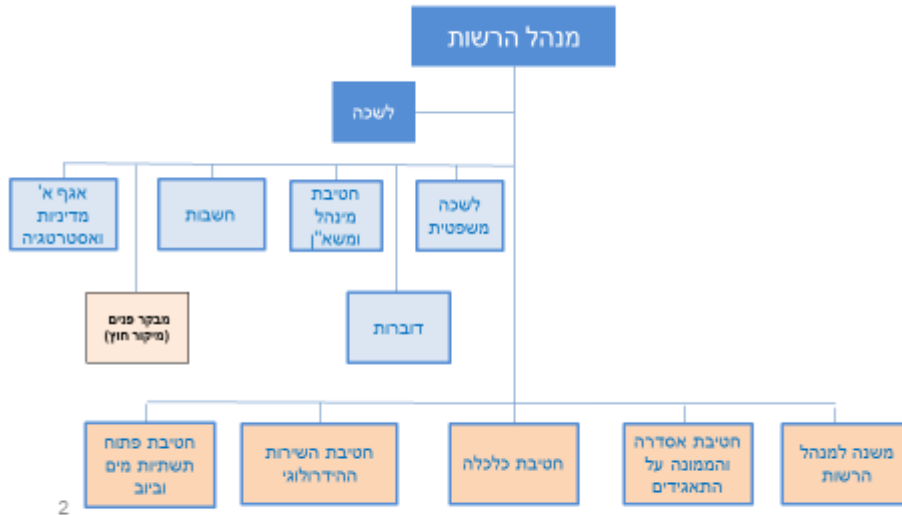 מנהל הרשות
לשכה
לשכה
משפטית
חטיבת
מינהל
ומשא"ן
חשבות
אגף א'
מדיניות
ואסטרטגיה
דוברות
מבקר פנים
(מיקור חוץ)
משנה למנהל
הרשות
חטיבת אסדרה
והממונה על
התאגידים
חטיבת כלכלה
חטיבת השירות
ההידרולוגי
חטיבת פתוח
תשתיות מים
וביוב
2